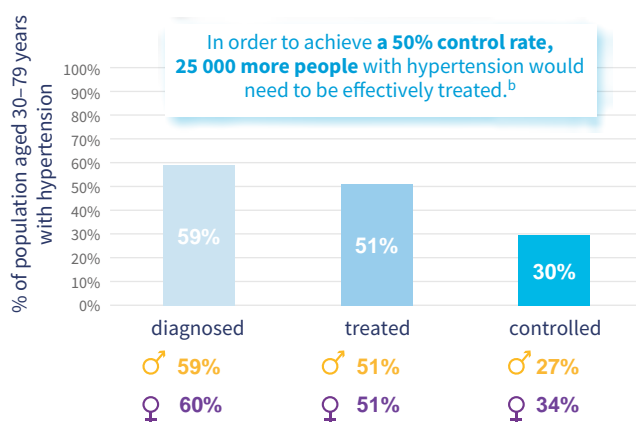 % of population aged 30–79 years
with hypertension
In order to achieve a 50% control rate,
25 000 more people with hypertension would
need to be effectively treated.b
100%
90%
80%
70%
60%
50%
40%
30%
20%
10%
0%
59%
51%
30%
diagnosed treated controlled
♂ 59% ♂ 51% ♂ 27%
♀ 60% ♀ 51% ♀ 34%